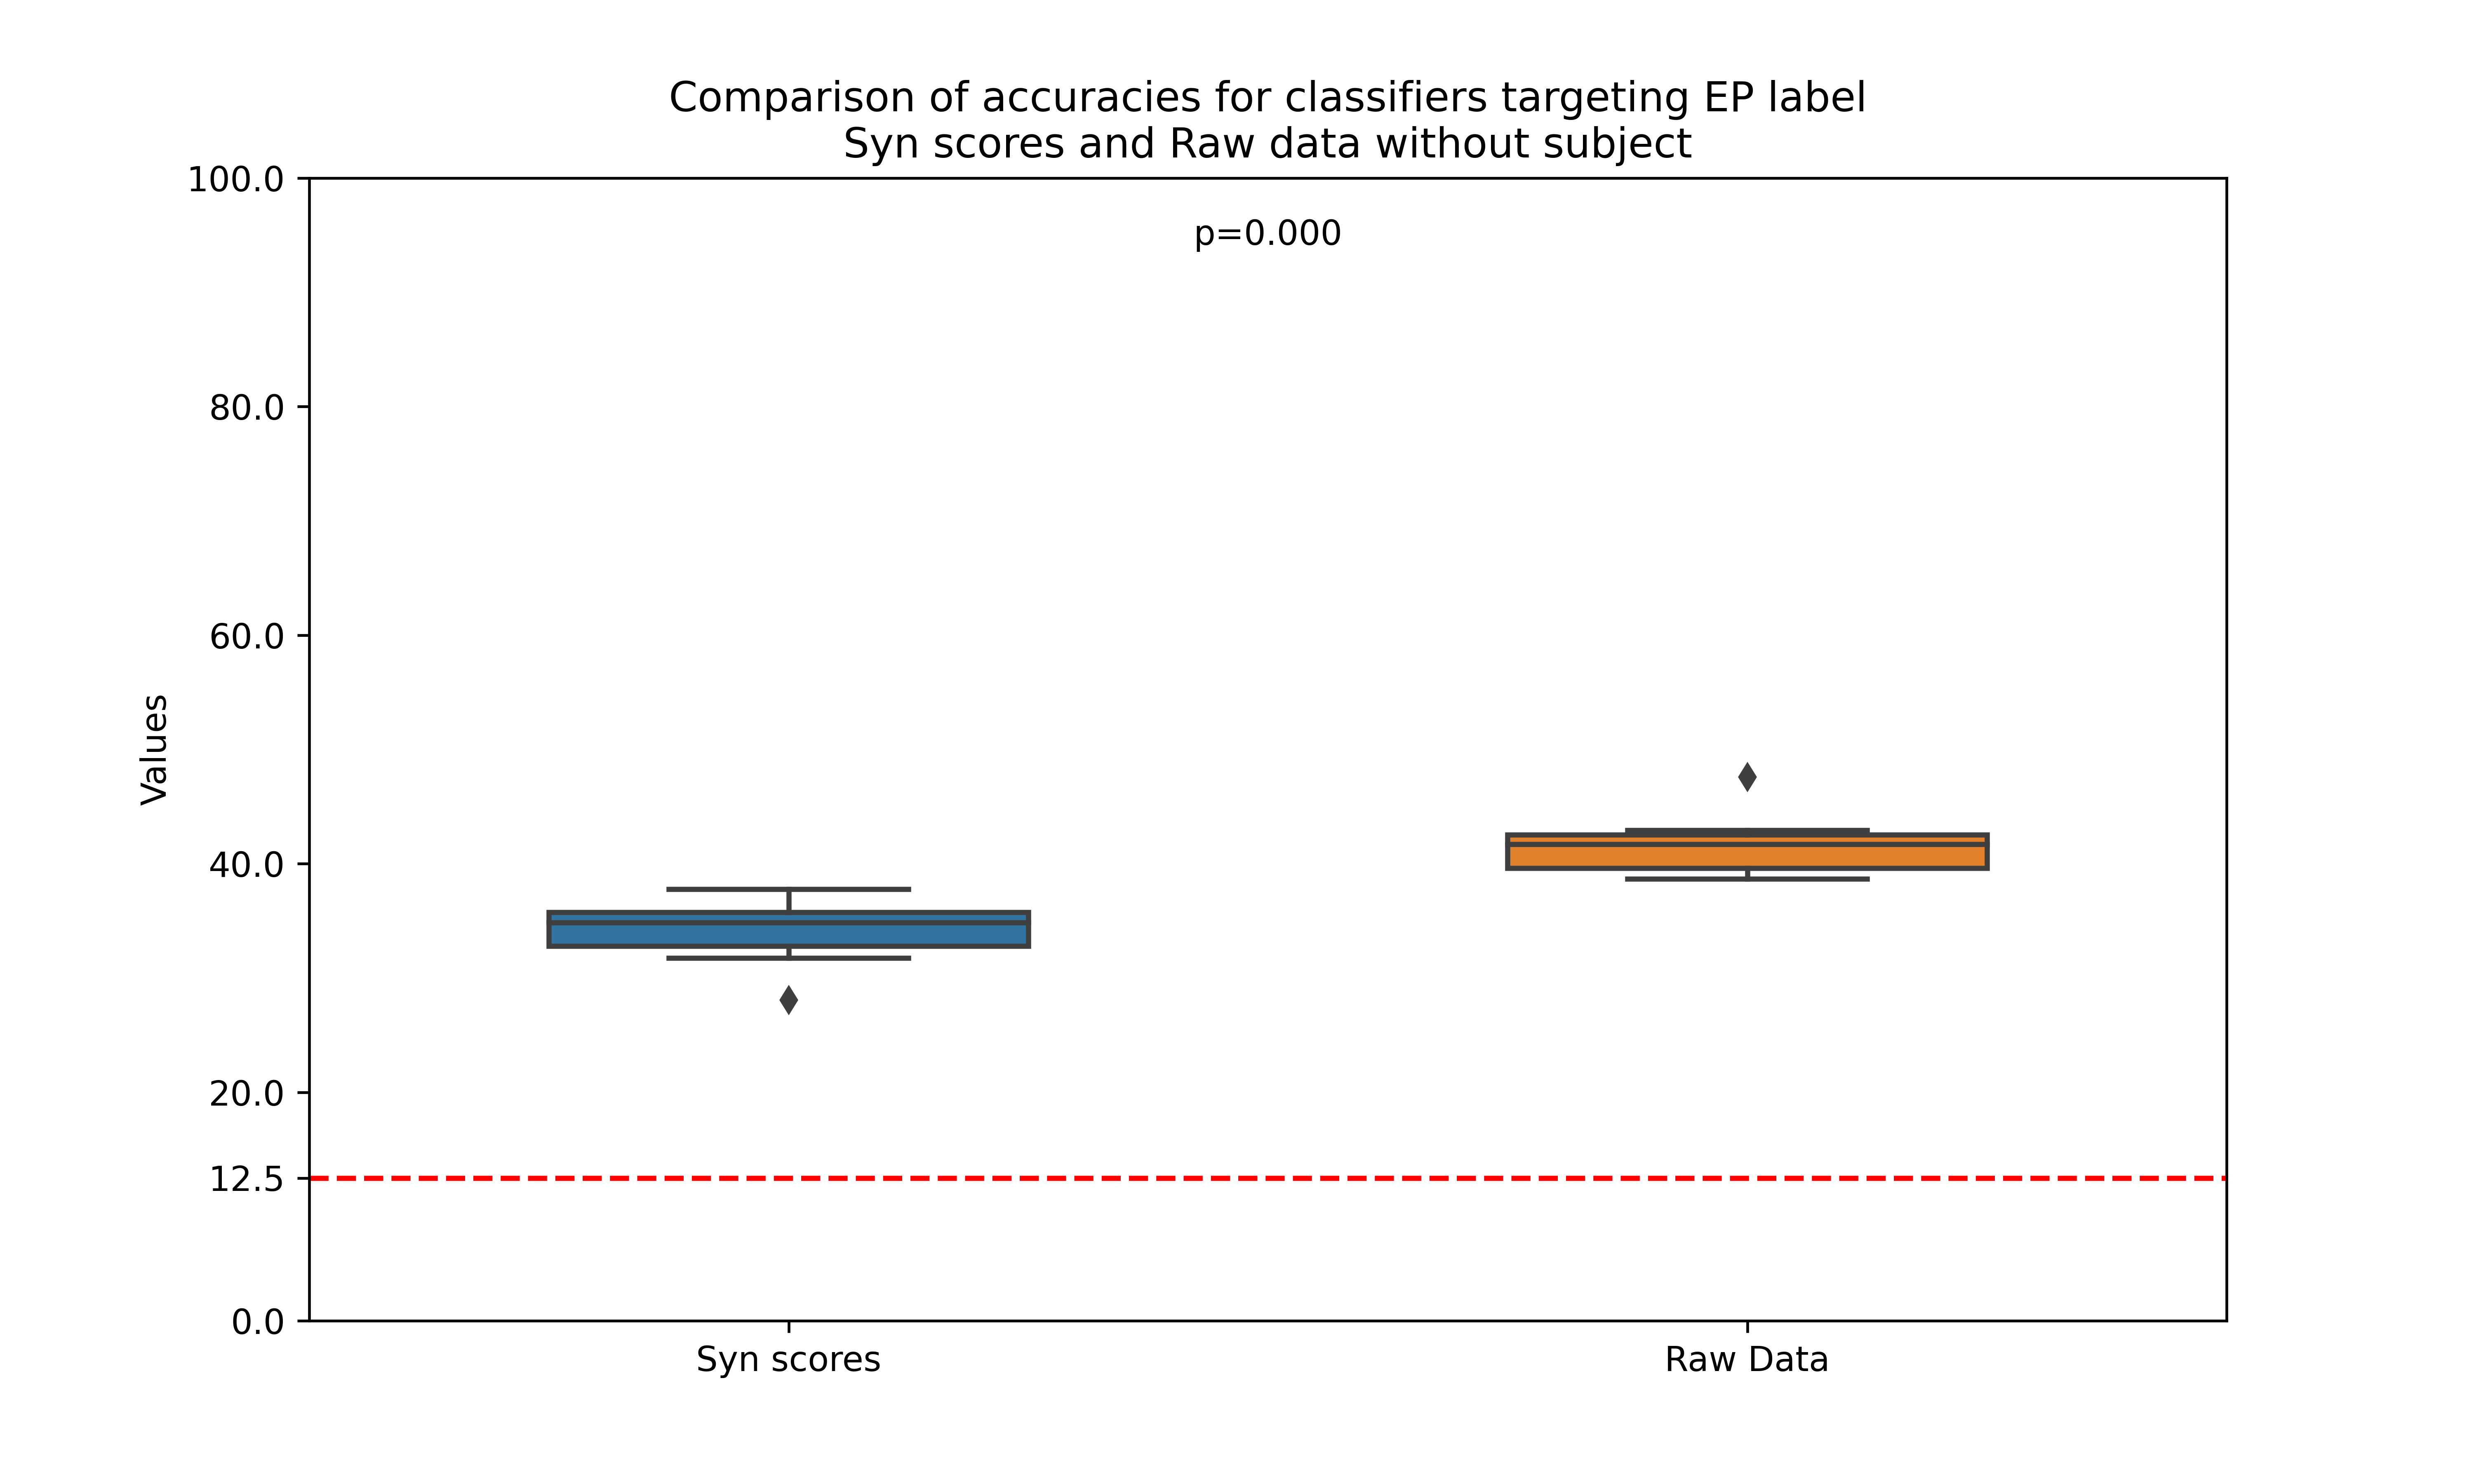 Comparison of accuracies for classifiers targeting EP label
Syn scores and Raw data without subject
100.0
p=0.000
80.0
60.0
Values
40.0
20.0
12.5
0.0
Syn scores
Raw Data